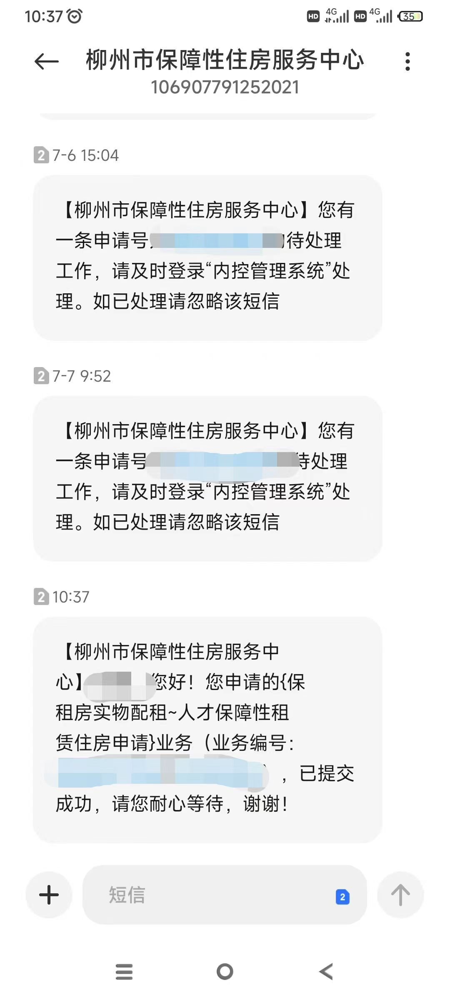 10:37 HD 4G HD 4G 35
柳州市保障性住房服务中心
106907791252021
2 7-6 15:04
【柳州市保障性住房服务中心】您有
一条申请号 待处理
工作，请及时登录“内控管理系统”处
理。如已处理请忽略该短信
2 7-7 9:52
【柳州市保障性住房服务中心】您有
一条申请号 待处理
工作，请及时登录“内控管理系统”处
理。如已处理请忽略该短信
2 10:37
【柳州市保障性住房服务中
心】 您好！您申请的{保
租房实物配租~人才保障性租
赁住房申请}业务（业务编号：
，已提交
成功，请您耐心等待，谢谢！
短信 2